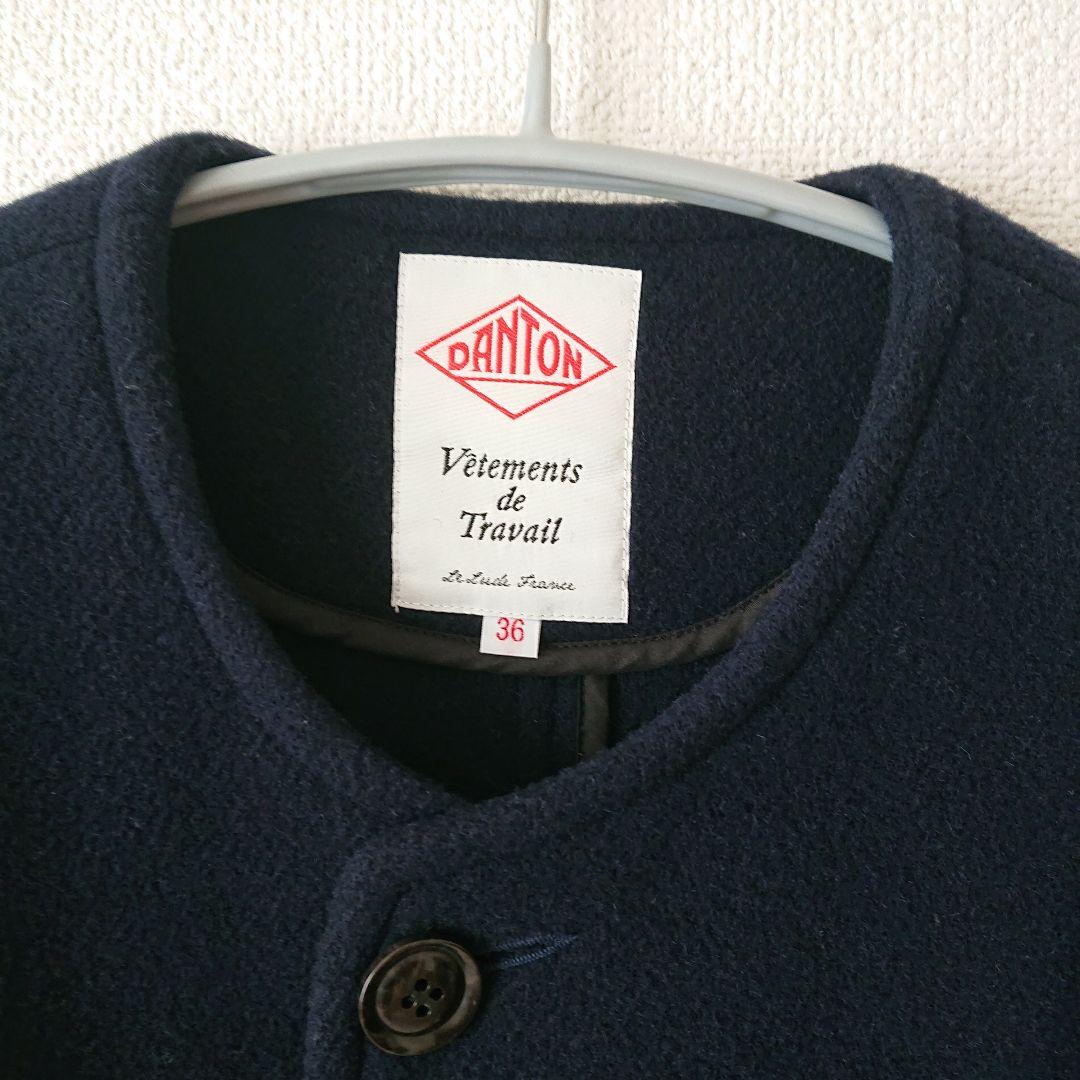 DANTON
Vêtements
de
Travail
Le Lude France
36